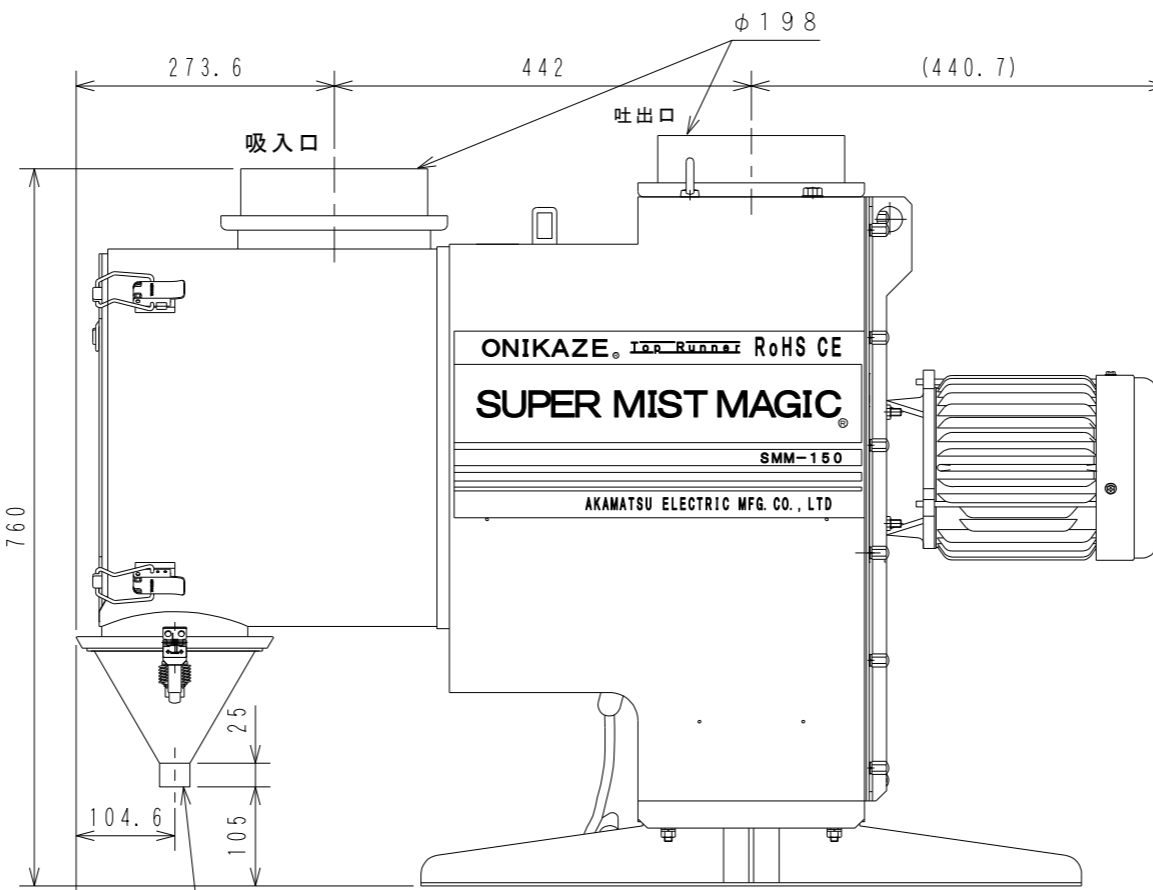 φ198
273.6
442
(440.7)
吐出口
吸入口
ONIKAZE® Top Runner RoHS CE
SUPER MIST MAGIC®
SMM-150
AKAMATSU ELECTRIC MFG. CO., LTD
760
25
104.6
105